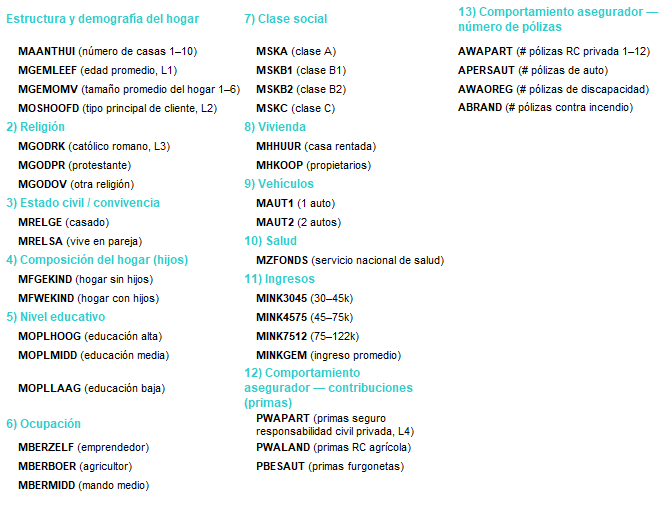 Estructura y demografía del hogar
MAANTHUI (número de casas 1–10)
MGEMLEEF (edad promedio, L1)
MGEMOMV (tamaño promedio del hogar 1–6)
MOSHOOFD (tipo principal de cliente, L2)
2) Religión
MGODRK (católico romano, L3)
MGODPR (protestante)
MGODOV (otra religión)
3) Estado civil / convivencia
MRELGE (casado)
MRELSA (vive en pareja)
4) Composición del hogar (hijos)
MFGEKIND (hogar sin hijos)
MFWEKIND (hogar con hijos)
5) Nivel educativo
MOPLHOOG (educación alta)
MOPLMIDD (educación media)
MOPLLAAG (educación baja)
6) Ocupación
MBERZELF (emprendedor)
MBERBOER (agricultor)
MBERMIDD (mando medio)
7) Clase social
MSKA (clase A)
MSKB1 (clase B1)
MSKB2 (clase B2)
MSKC (clase C)
8) Vivienda
MHHUUR (casa rentada)
MHKOOP (propietarios)
9) Vehículos
MAUT1 (1 auto)
MAUT2 (2 autos)
10) Salud
MZFONDS (servicio nacional de salud)
11) Ingresos
MINK3045 (30–45k)
MINK4575 (45–75k)
MINK7512 (75–122k)
MINKGEM (ingreso promedio)
12) Comportamiento
asegurador — contribuciones
(primas)
PWAPART (primas seguro
responsabilidad civil privada, L4)
PWALAND (primas RC agrícola)
PBESAUT (primas furgonetas)
13) Comportamiento asegurador —
número de pólizas
AWAPART (# pólizas RC privada 1–12)
APERSAUT (# pólizas de auto)
AWAOREG (# pólizas de discapacidad)
ABRAND (# pólizas contra incendio)